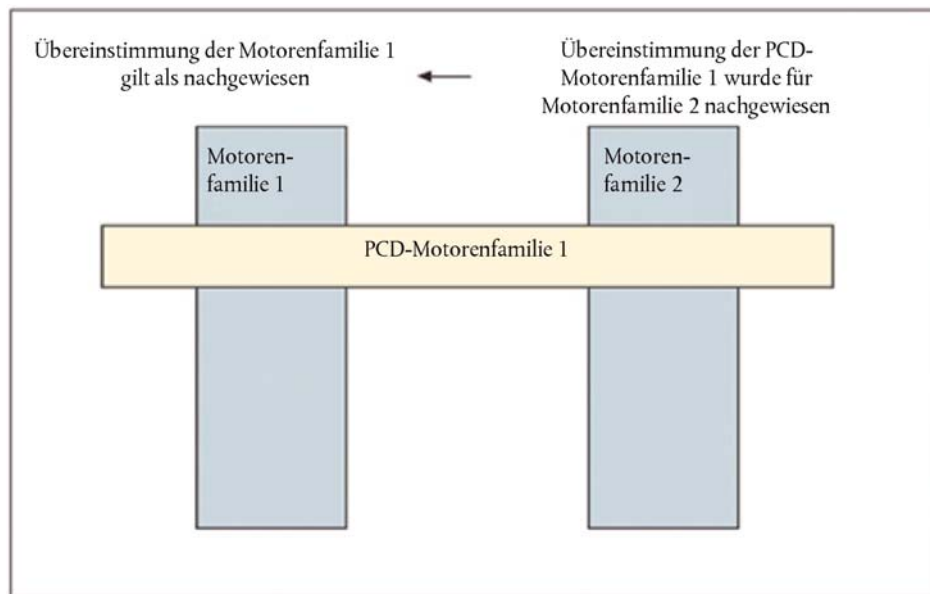 Übereinstimmung der Motorenfamilie 1
gilt als nachgewiesen
Übereinstimmung der PCD-
Motorenfamilie 1 wurde für
Motorenfamilie 2 nachgewiesen
Motoren-
familie 1
Motoren-
familie 2
PCD-Motorenfamilie 1